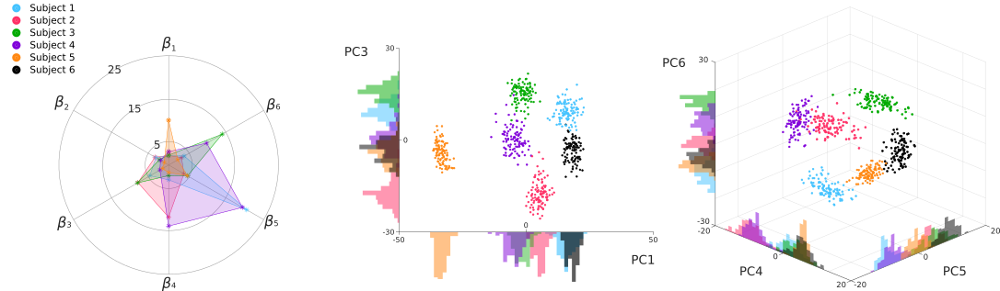 Subject 1
Subject 2
Subject 3
Subject 4
Subject 5
Subject 6
β1
β2
β3
β4
β5
β6
25
15
5
PC3
30
0
-30
-50
0
50
PC1
PC6
30
-30
-20
0
20
PC4
-20
0
20
PC5